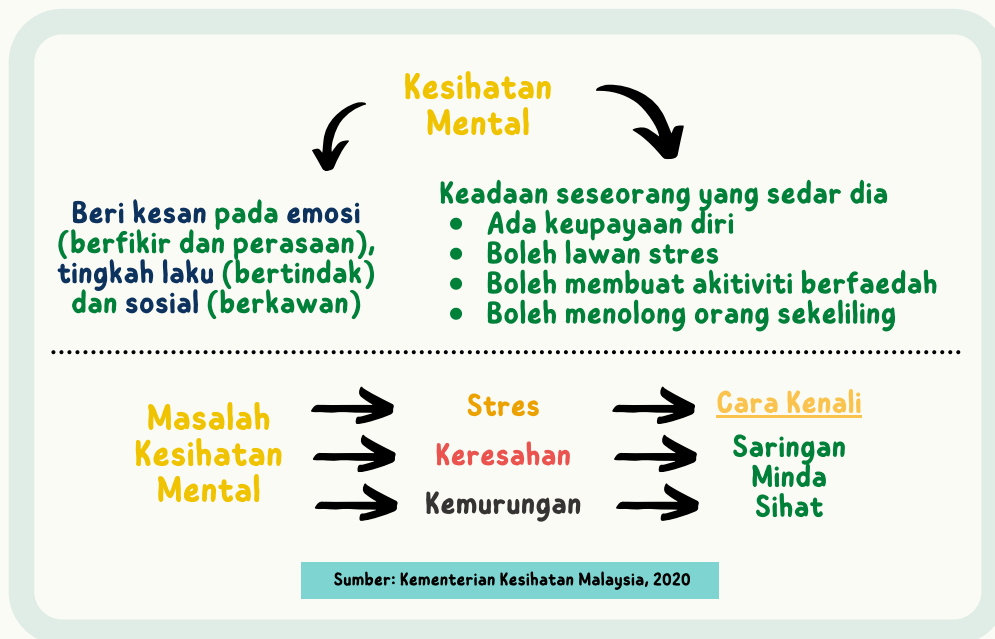 Kesihatan
Mental
Beri kesan pada emosi
(berfikir dan perasaan),
tingkah laku (bertindak)
dan sosial (berkawan)
Keadaan seseorang yang sedar dia
• Ada keupayaan diri
• Boleh lawan stres
• Boleh membuat akitiviti berfaedah
• Boleh menolong orang sekeliling
Masalah
Kesihatan
Mental
Stres
Keresahan
Kemurungan
Cara Kenali
Saringan
Minda
Sihat
Sumber: Kementerian Kesihatan Malaysia, 2020